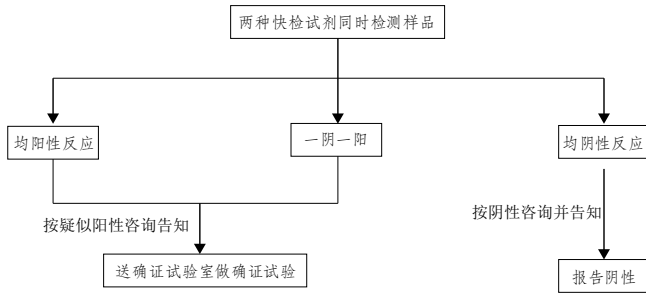 两种快检试剂同时检测样品
均阳性反应
一阴一阳
均阴性反应
按疑似阳性咨询告知
按阴性咨询并告知
送确证试验室做确证试验
报告阴性